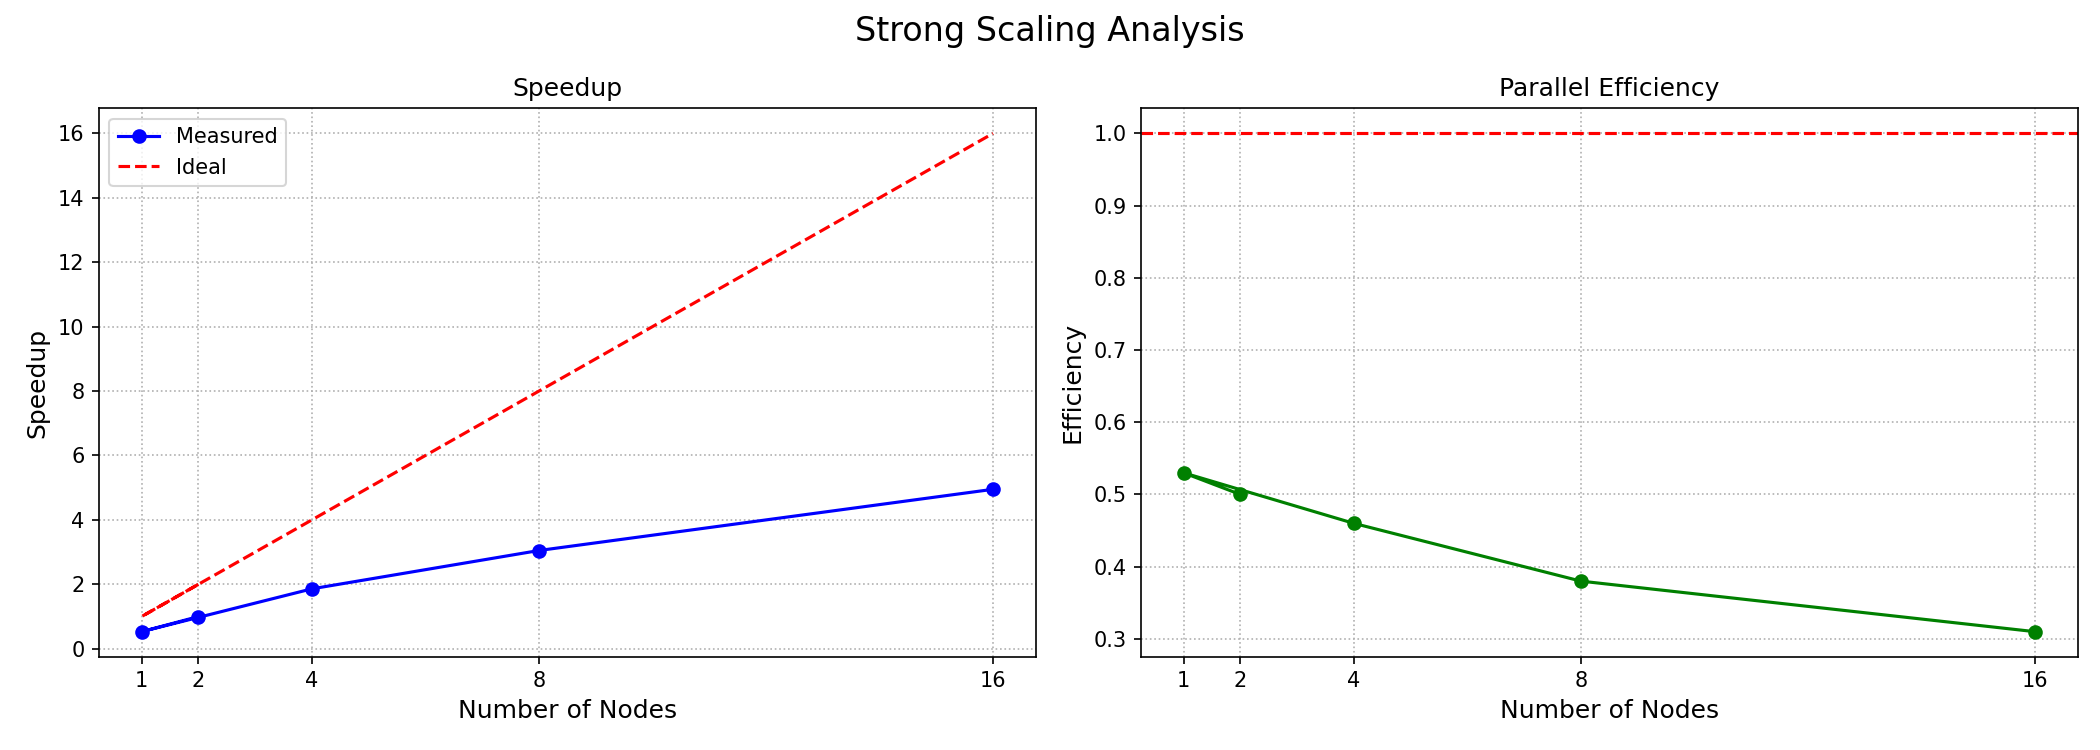 Strong Scaling Analysis
Speedup
Measured
Ideal
16
14
12
10
8
6
4
2
0
Speedup
1 2 4 8 16
Number of Nodes
Parallel Efficiency
1.0
0.9
0.8
0.7
0.6
0.5
0.4
0.3
Efficiency
1 2 4 8 16
Number of Nodes